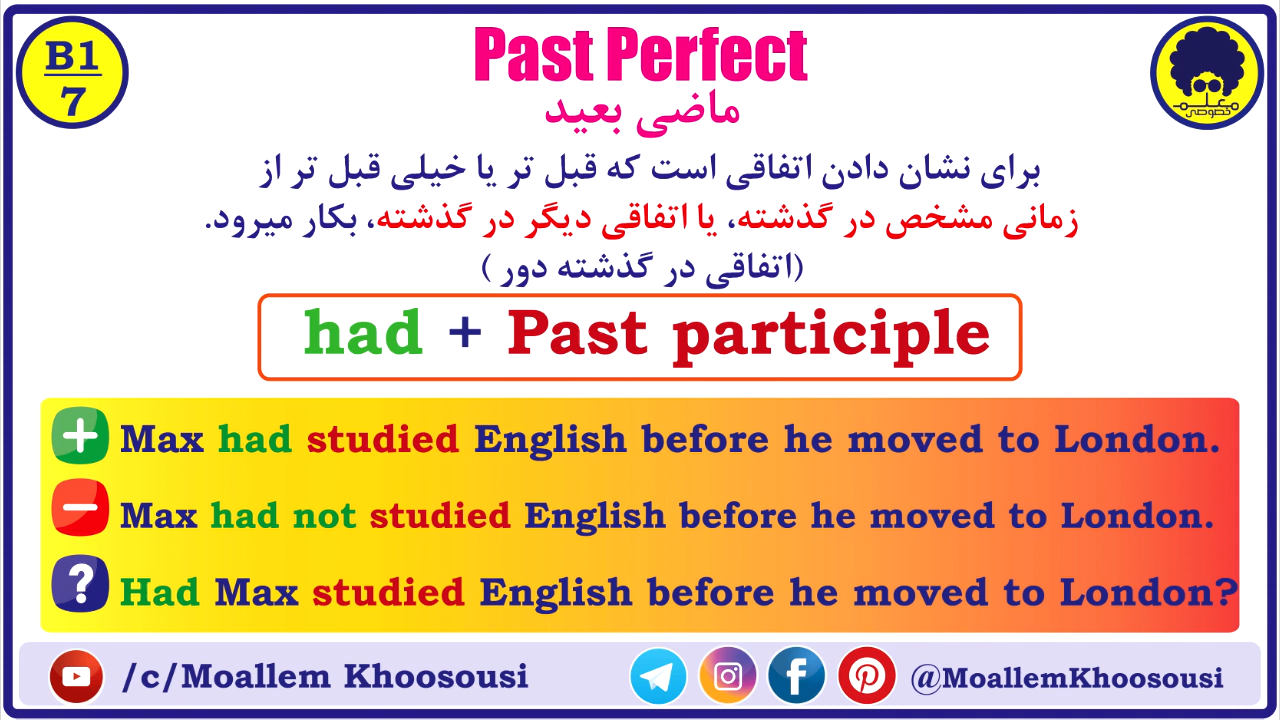 B1
7
Past Perfect
ماضی بعید
معلم
خصوصی
برای نشان دادن اتفاقی است که قبل تر یا خیلی قبل تر از
زمانی مشخص در گذشته، یا اتفاقی دیگر در گذشته، بکار میرود.
(اتفاقی در گذشته دور )
had + Past participle
+ Max had studied English before he moved to London.
− Max had not studied English before he moved to London.
? Had Max studied English before he moved to London?
/c/Moallem Khoosousi
@MoallemKhoosousi